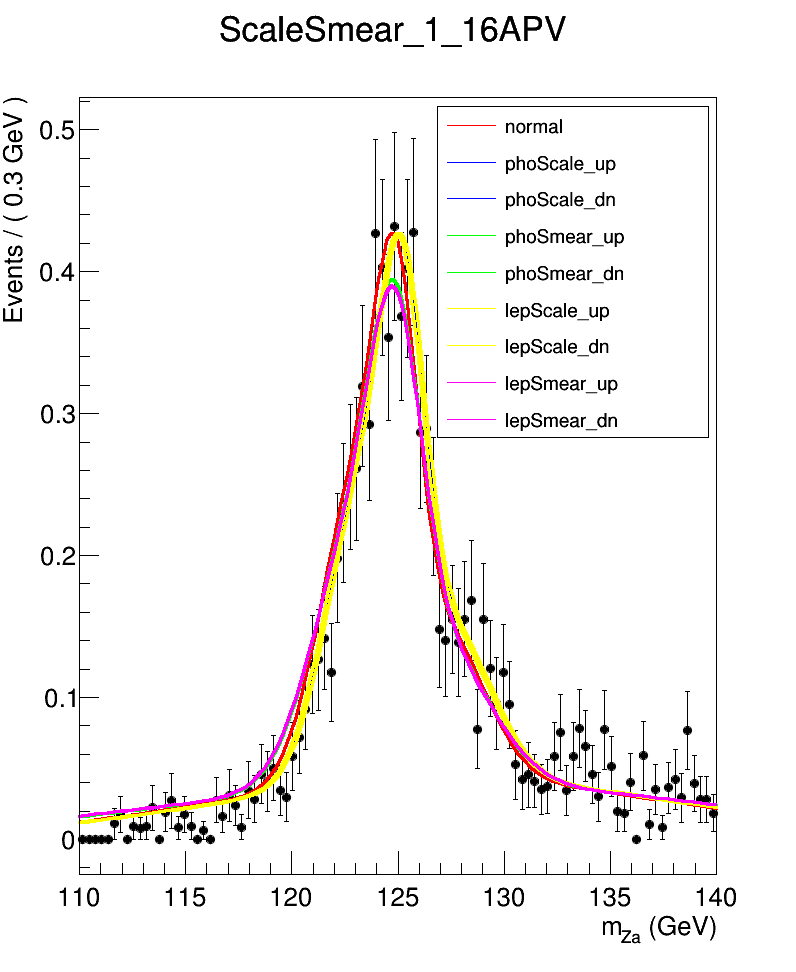 ScaleSmear_1_16APV
Events / ( 0.3 GeV )
0.5
0.4
0.3
0.2
0.1
0
normal
phoScale_up
phoScale_dn
phoSmear_up
phoSmear_dn
lepScale_up
lepScale_dn
lepSmear_up
lepSmear_dn
110 115 120 125 130 135 140
m_Za (GeV)